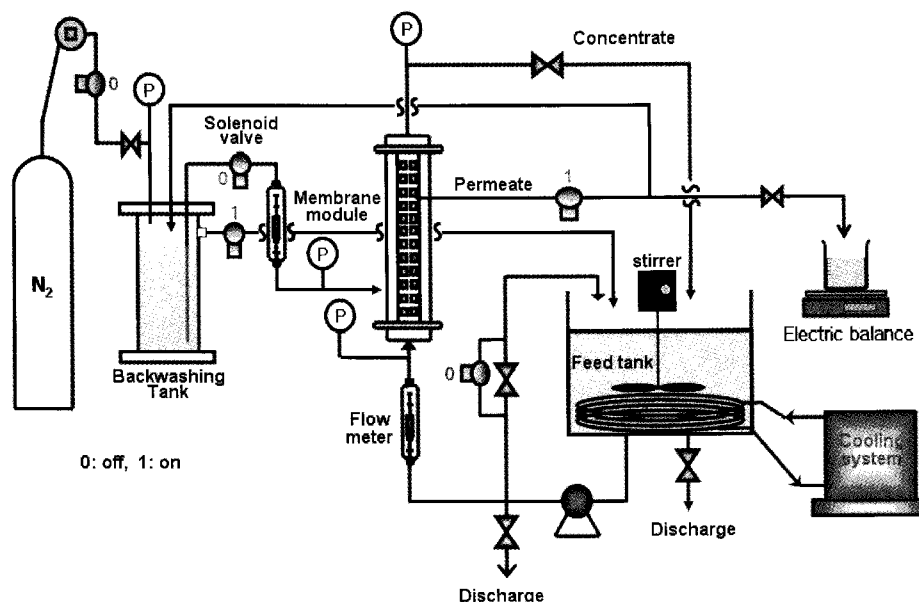 P
Concentrate
0
P
Solenoid
valve
0
Membrane
module
Permeate
1
1
P
stirrer
N2
P
Electric balance
Feed tank
0
Backwashing
Tank
Flow
meter
Cooling
system
0: off, 1: on
Discharge
Discharge